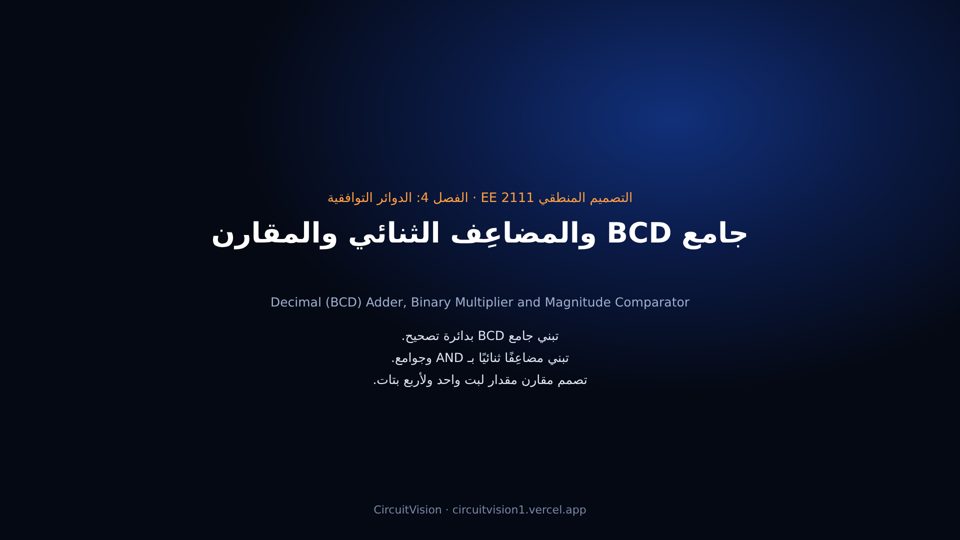 التصميم المنطقي EE 2111 · الفصل 4: الدوائر التوافقية
جامع BCD والمضاعِف الثنائي والمقارن
Decimal (BCD) Adder, Binary Multiplier and Magnitude Comparator
تبني جامع BCD بدائرة تصحيح.
تبني مضاعِفًا ثنائيًا بـ AND وجوامع.
تصمم مقارن مقدار لبت واحد ولأربع بتات.
CircuitVision · circuitvision1.vercel.app